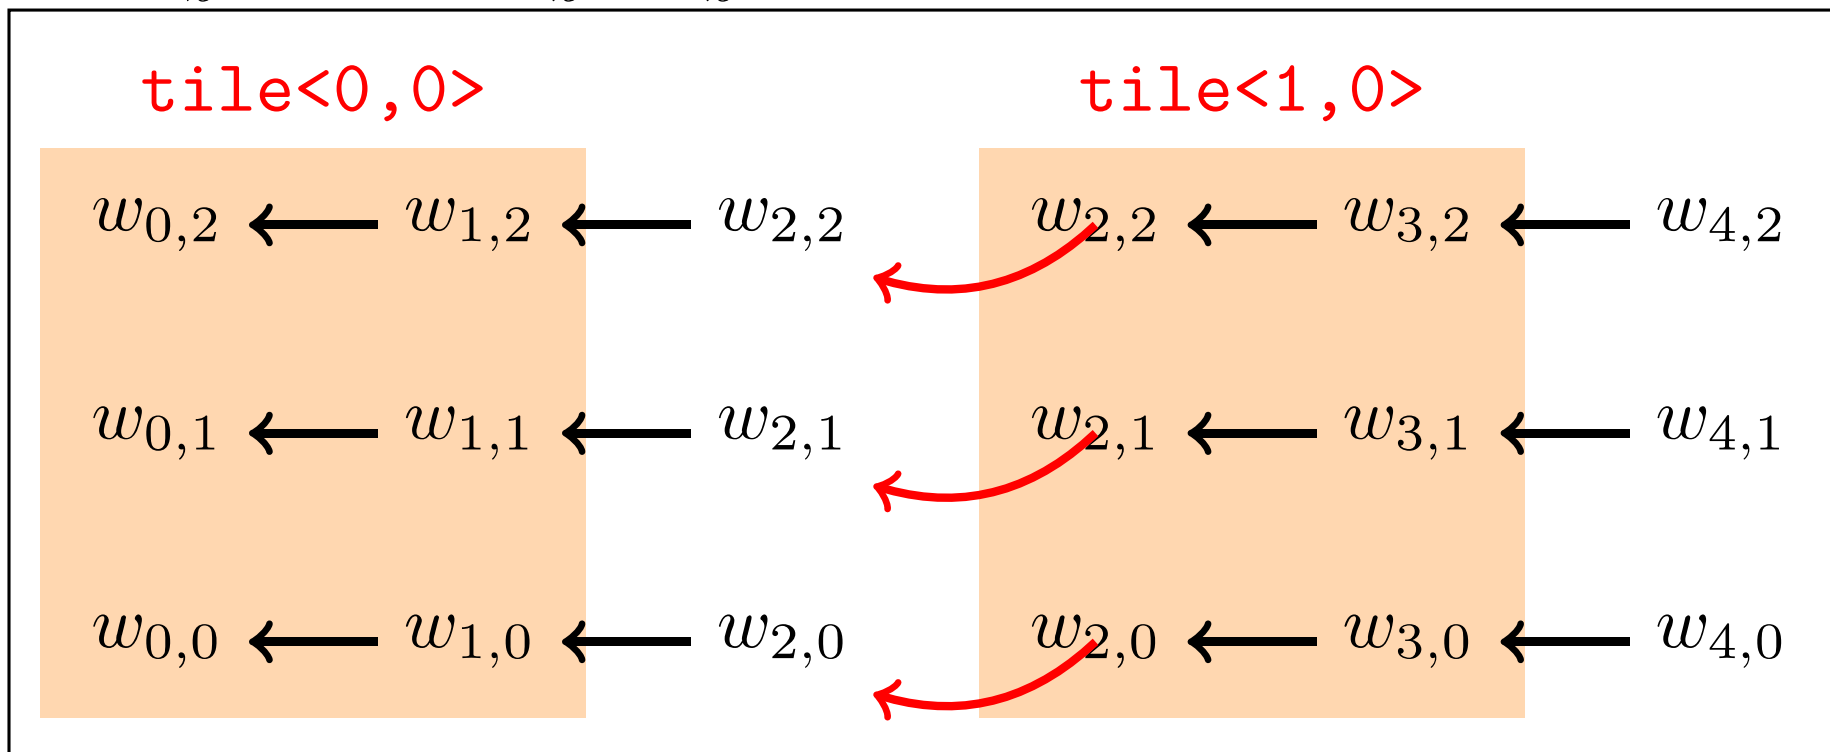 tile<0,0> tile<1,0>
w0,2 w1,2 w2,2 w2,2 w3,2 w4,2
w0,1 w1,1 w2,1 w2,1 w3,1 w4,1
w0,0 w1,0 w2,0 w2,0 w3,0 w4,0